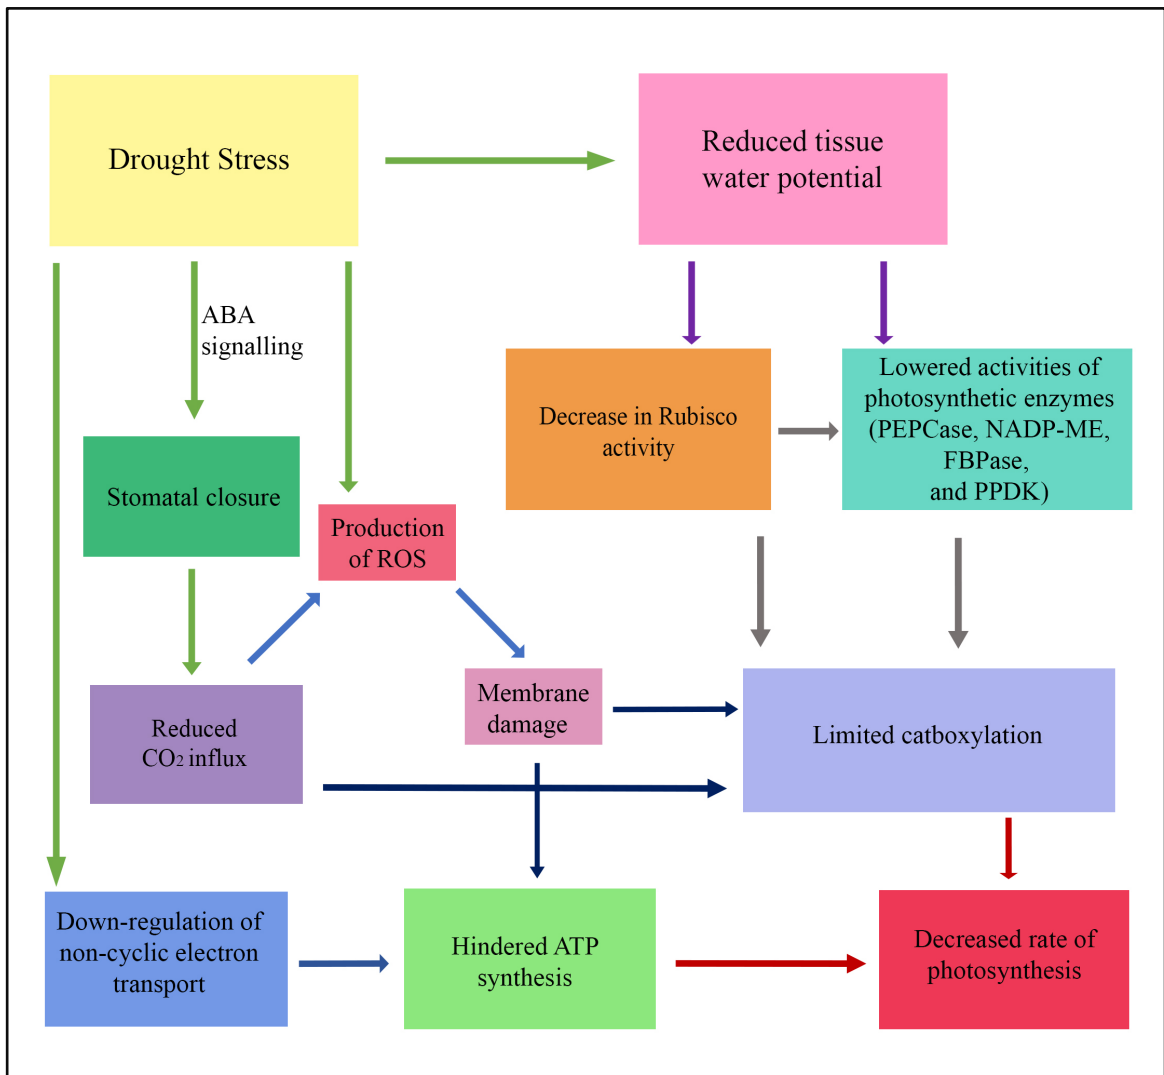 Drought Stress
Reduced tissue
water potential
ABA
signalling
Decrease in Rubisco
activity
Lowered activities of
photosynthetic enzymes
(PEPCase, NADP-ME,
FBPase,
and PPDK)
Stomatal closure
Production
of ROS
Reduced
CO2 influx
Membrane
damage
Limited catboxylation
Down-regulation of
non-cyclic electron
transport
Hindered ATP
synthesis
Decreased rate of
photosynthesis